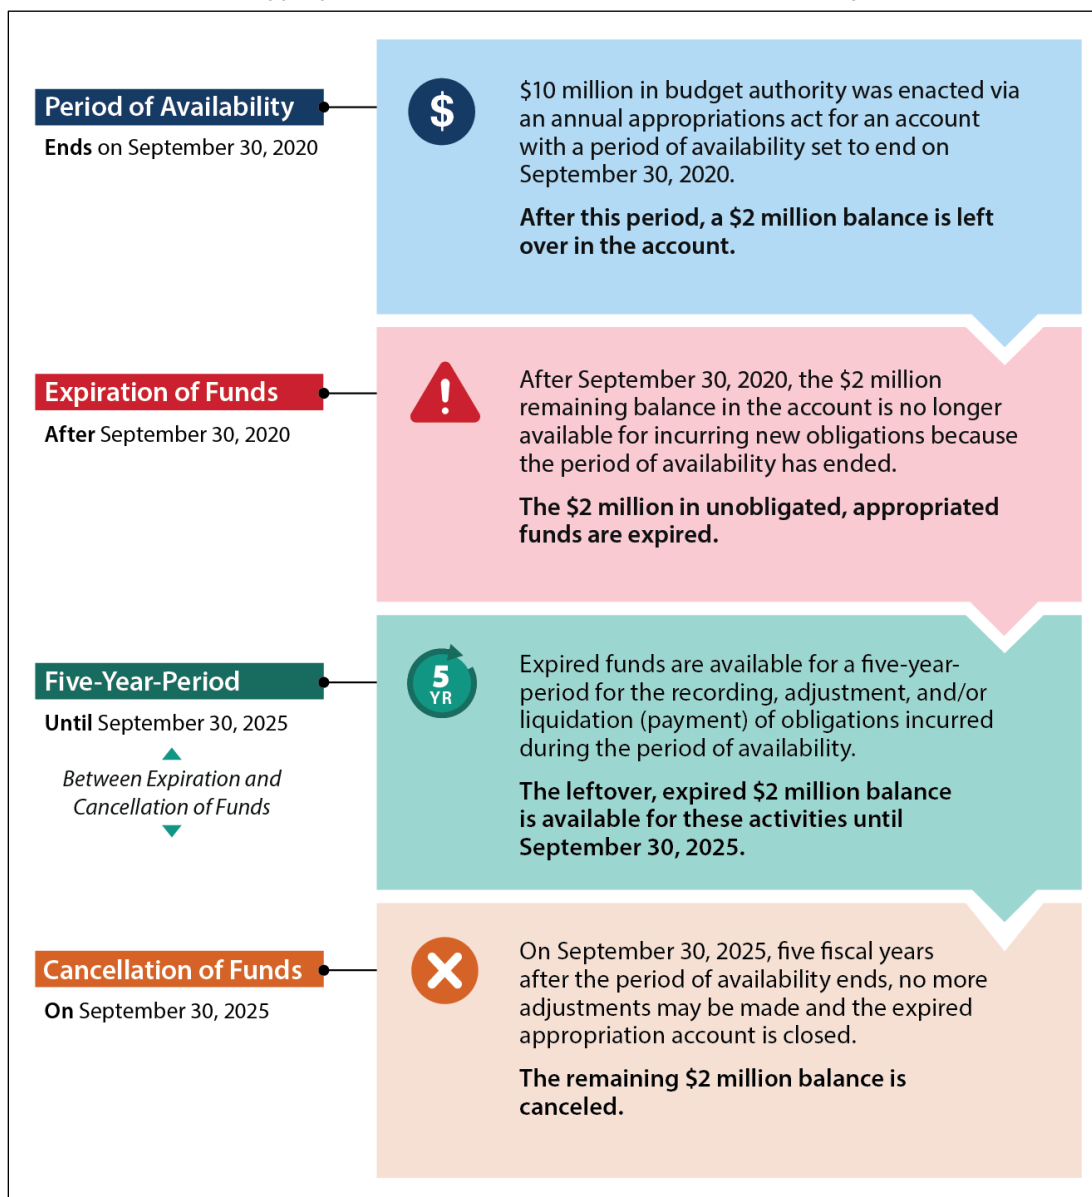 Period of Availability
Ends on September 30, 2020
$
$10 million in budget authority was enacted via
an annual appropriations act for an account
with a period of availability set to end on
September 30, 2020.
After this period, a $2 million balance is left
over in the account.
Expiration of Funds
After September 30, 2020
!
After September 30, 2020, the $2 million
remaining balance in the account is no longer
available for incurring new obligations because
the period of availability has ended.
The $2 million in unobligated, appropriated
funds are expired.
Five-Year-Period
Until September 30, 2025
Between Expiration and
Cancellation of Funds
5
YR
Expired funds are available for a five-year-
period for the recording, adjustment, and/or
liquidation (payment) of obligations incurred
during the period of availability.
The leftover, expired $2 million balance
is available for these activities until
September 30, 2025.
Cancellation of Funds
On September 30, 2025
On September 30, 2025, five fiscal years
after the period of availability ends, no more
adjustments may be made and the expired
appropriation account is closed.
The remaining $2 million balance is
canceled.